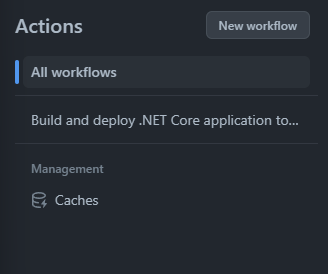 Actions
New workflow
All workflows
Build and deploy .NET Core application to...
Management
Caches